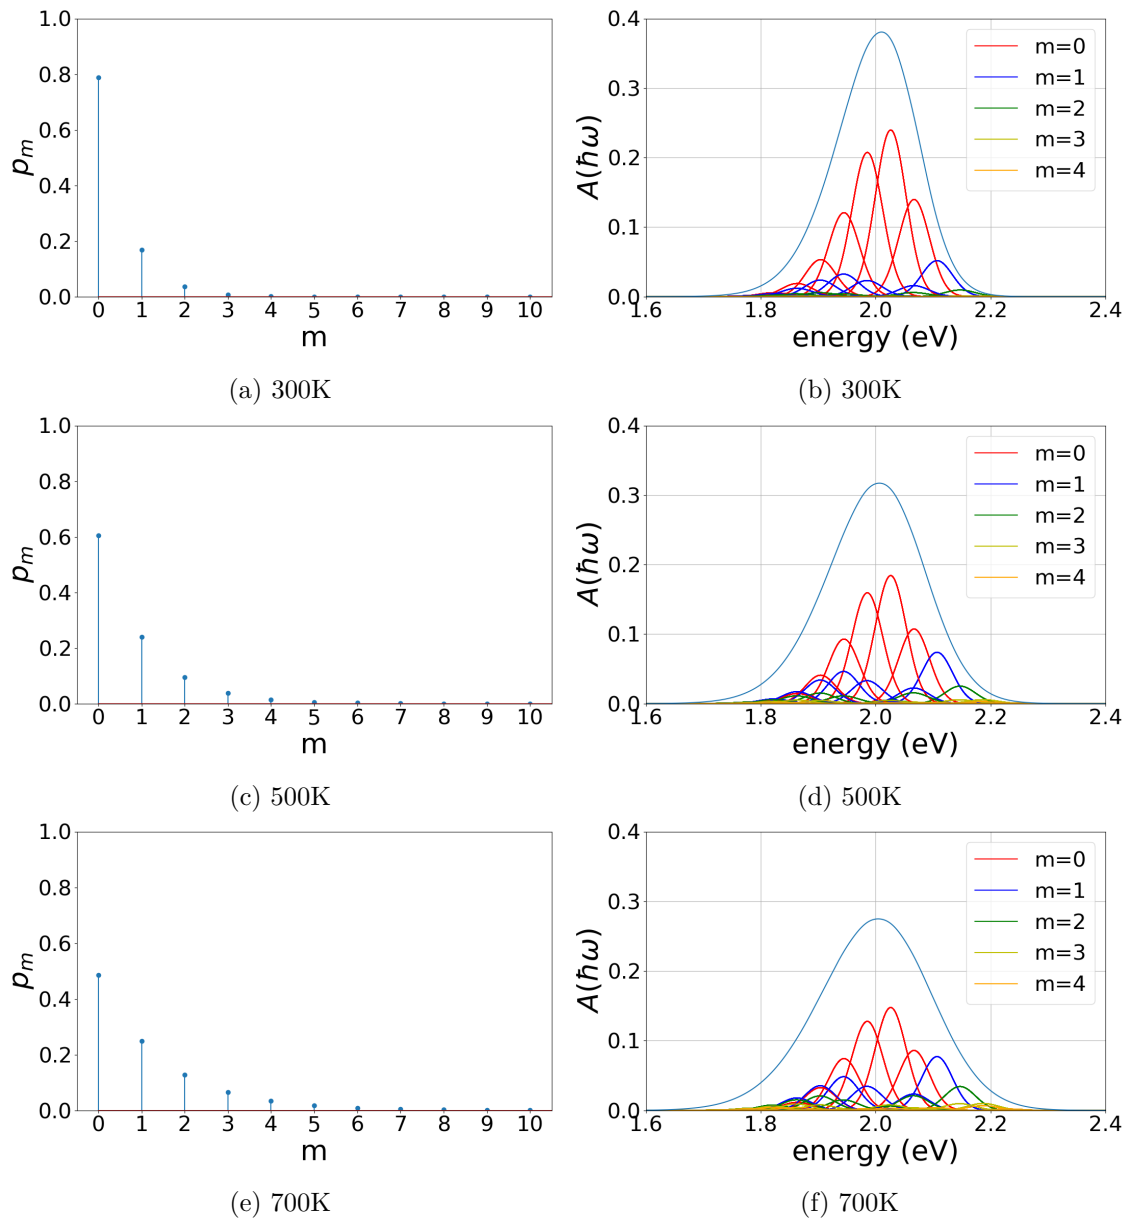 1.0
0.8
0.6
0.4
0.2
0.0
p_m
0 1 2 3 4 5 6 7 8 9 10
m
(a) 300K
0.4
0.3
0.2
0.1
0.0
A(ħω)
1.6 1.8 2.0 2.2 2.4
energy (eV)
m=0
m=1
m=2
m=3
m=4
(b) 300K
1.0
0.8
0.6
0.4
0.2
0.0
p_m
0 1 2 3 4 5 6 7 8 9 10
m
(c) 500K
0.4
0.3
0.2
0.1
0.0
A(ħω)
1.6 1.8 2.0 2.2 2.4
energy (eV)
m=0
m=1
m=2
m=3
m=4
(d) 500K
1.0
0.8
0.6
0.4
0.2
0.0
p_m
0 1 2 3 4 5 6 7 8 9 10
m
(e) 700K
0.4
0.3
0.2
0.1
0.0
A(ħω)
1.6 1.8 2.0 2.2 2.4
energy (eV)
m=0
m=1
m=2
m=3
m=4
(f) 700K